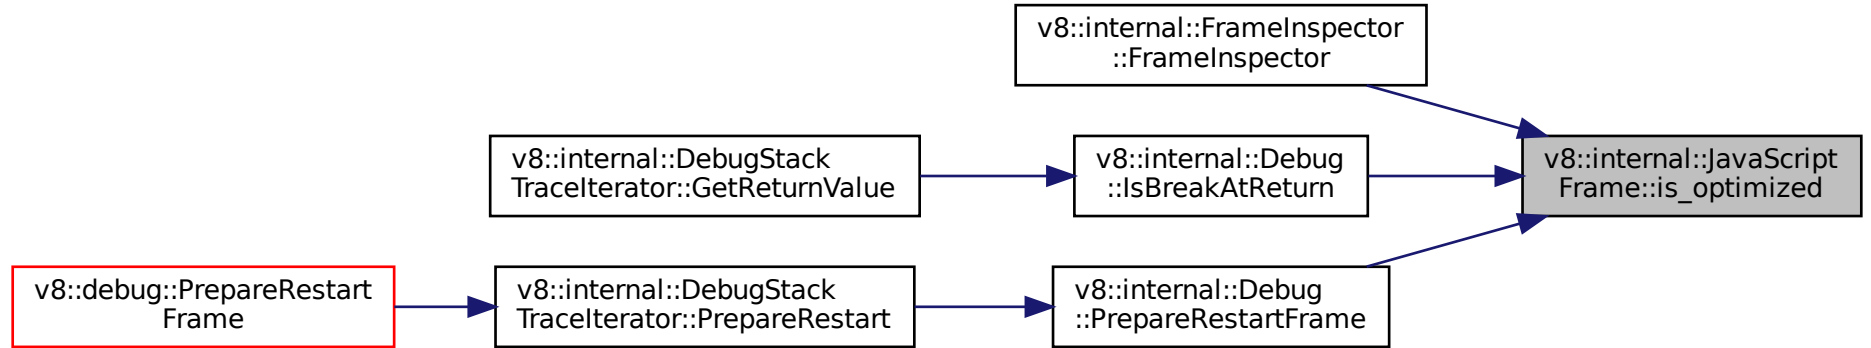 v8::internal::FrameInspector
::FrameInspector
v8::internal::DebugStack
TraceIterator::GetReturnValue
v8::internal::Debug
::IsBreakAtReturn
v8::internal::JavaScript
Frame::is_optimized
v8::debug::PrepareRestart
Frame
v8::internal::DebugStack
TraceIterator::PrepareRestart
v8::internal::Debug
::PrepareRestartFrame